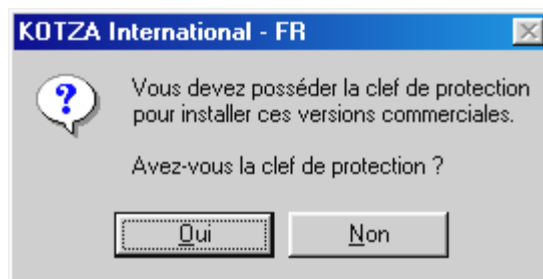 KOTZA International - FR
Vous devez posséder la clef de protection
pour installer ces versions commerciales.
Avez-vous la clef de protection ?
Oui
Non